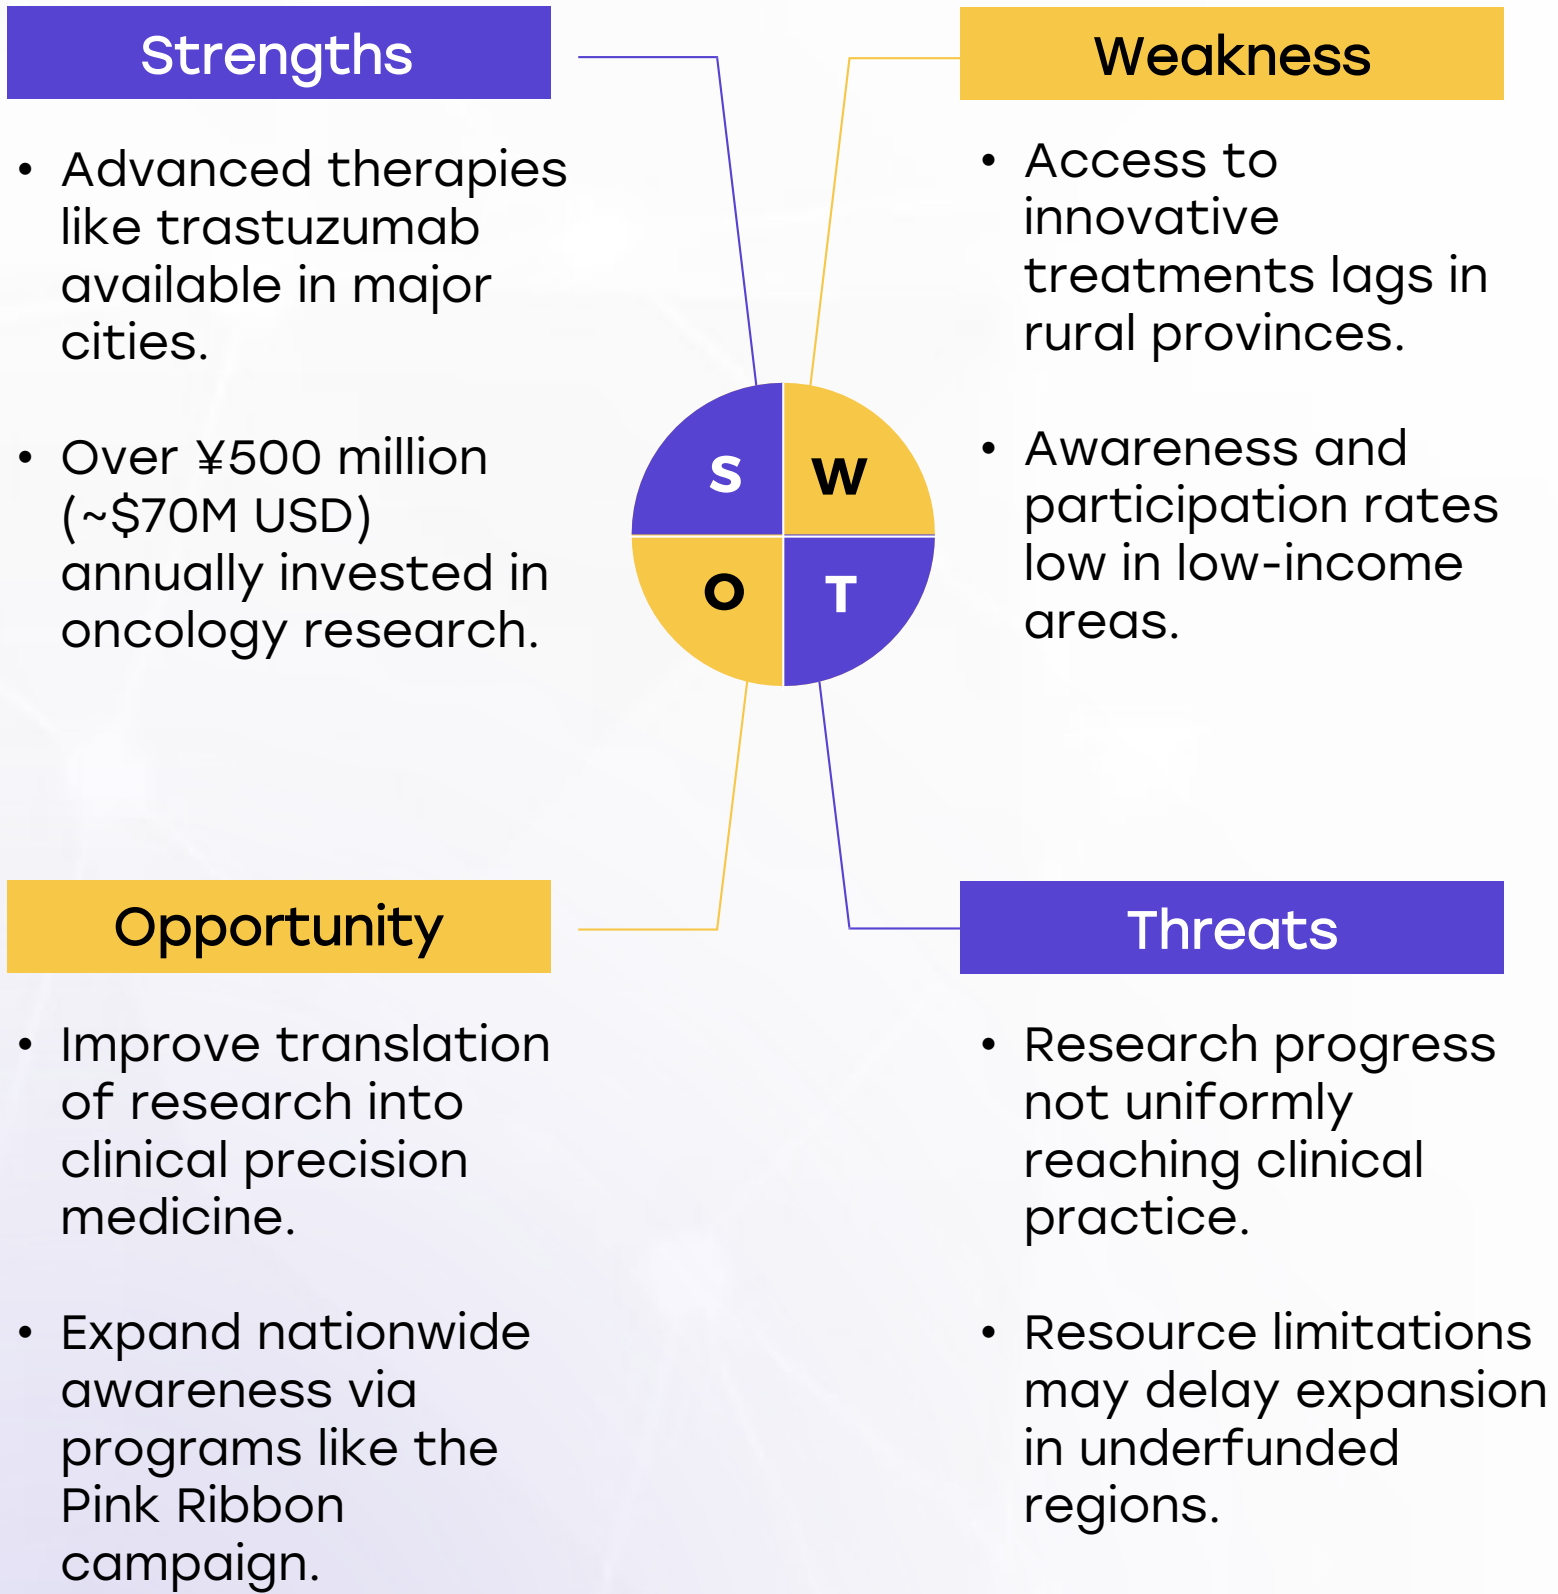 Strengths
• Advanced therapies
like trastuzumab
available in major
cities.
• Over ¥500 million
(~$70M USD)
annually invested in
oncology research.
Weakness
• Access to
innovative
treatments lags in
rural provinces.
• Awareness and
participation rates
low in low-income
areas.
S
W
O
T
Opportunity
• Improve translation
of research into
clinical precision
medicine.
• Expand nationwide
awareness via
programs like the
Pink Ribbon
campaign.
Threats
• Research progress
not uniformly
reaching clinical
practice.
• Resource limitations
may delay expansion
in underfunded
regions.